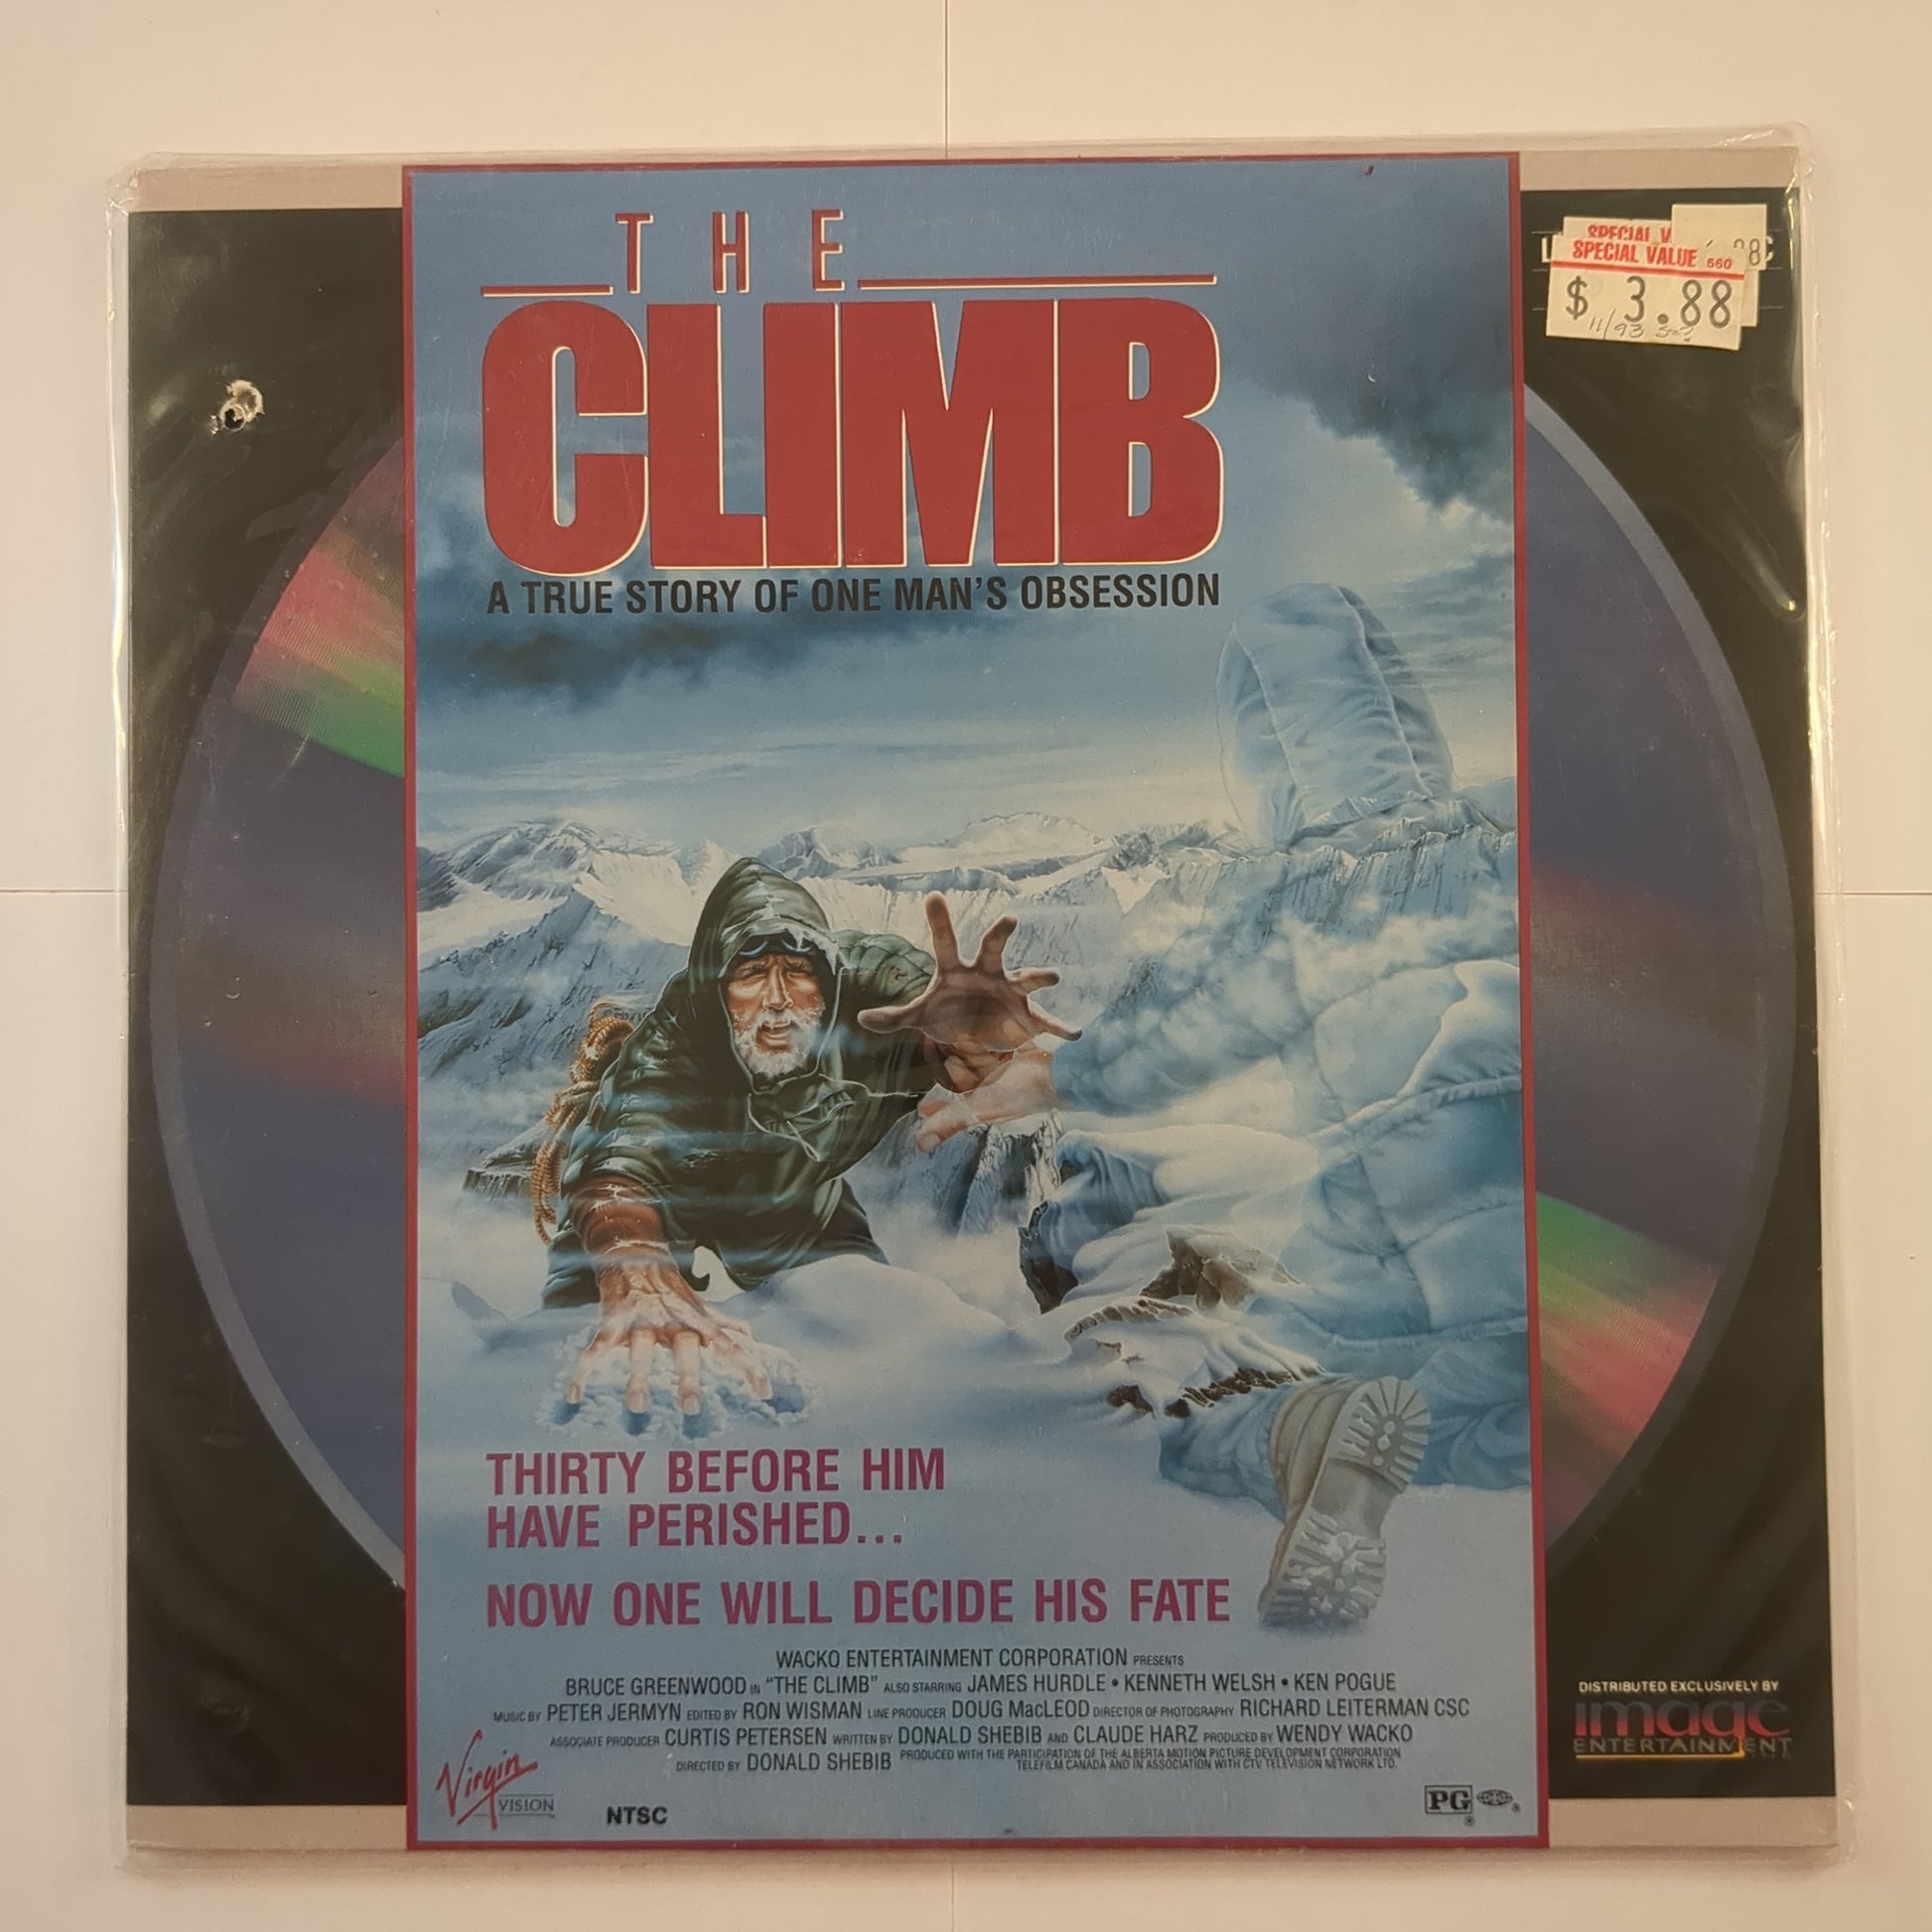 THE
CLIMB
A TRUE STORY OF ONE MAN'S OBSESSION
SPECIAL V
SPECIAL VALUE 560
$ 3.88
11/93
THIRTY BEFORE HIM
HAVE PERISHED...
NOW ONE WILL DECIDE HIS FATE
WACKO ENTERTAINMENT CORPORATION PRESENTS
BRUCE GREENWOOD IN "THE CLIMB" ALSO STARRING JAMES HURDLE • KENNETH WELSH • KEN POGUE
MUSIC BY PETER JERMYN EDITED BY RON WISMAN LINE PRODUCER DOUG MacLEOD DIRECTOR OF PHOTOGRAPHY RICHARD LEITERMAN CSC
ASSOCIATE PRODUCER CURTIS PETERSEN WRITTEN BY DONALD SHEBIB AND CLAUDE HARZ PRODUCED BY WENDY WACKO
DIRECTED BY DONALD SHEBIB PRODUCED WITH THE PARTICIPATION OF THE ALBERTA MOTION PICTURE DEVELOPMENT CORPORATION
TELEFILM CANADA AND IN ASSOCIATION WITH CTV TELEVISION NETWORK LTD.
Virgin
VISION
NTSC
PG
DISTRIBUTED EXCLUSIVELY BY
image
ENTERTAINMENT